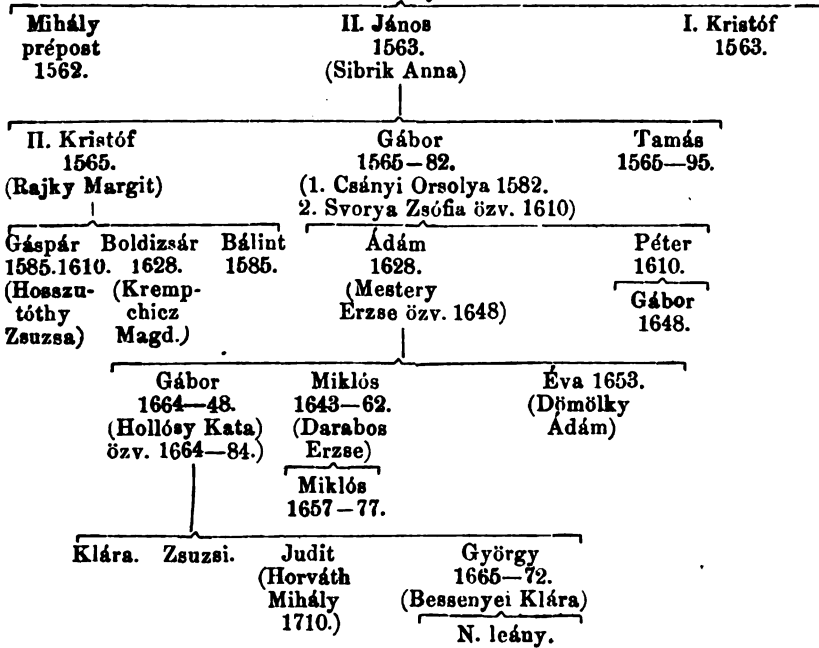 Mihály II. János I. Kristóf
prépost 1563. 1563.
1562. (Sibrik Anna)
II. Kristóf Gábor Tamás
1565. 1565–82. 1565—95.
(Rajky Margit) (1. Csányi Orsolya 1582.
2. Svorya Zsófia özv. 1610)
Gáspár Boldizsár Bálint Ádám Péter
1585.1610. 1628. 1585. 1628. 1610.
(Hosszu- (Kremp- (Mestery Gábor
tóthy chicz Erzse özv. 1648) 1648.
Zsuzsa) Magd.)
Gábor Miklós Éva 1653.
1664—48. 1643—62. (Dömölky
(Hollósy Kata) (Darabos Ádám)
özv. 1664—84.) Erzse)
Miklós
1657–77.
Klára. Zsuzsi. Judit György
(Horváth 1665—72.
Mihály (Bessenyei Klára)
1710.) N. leány.